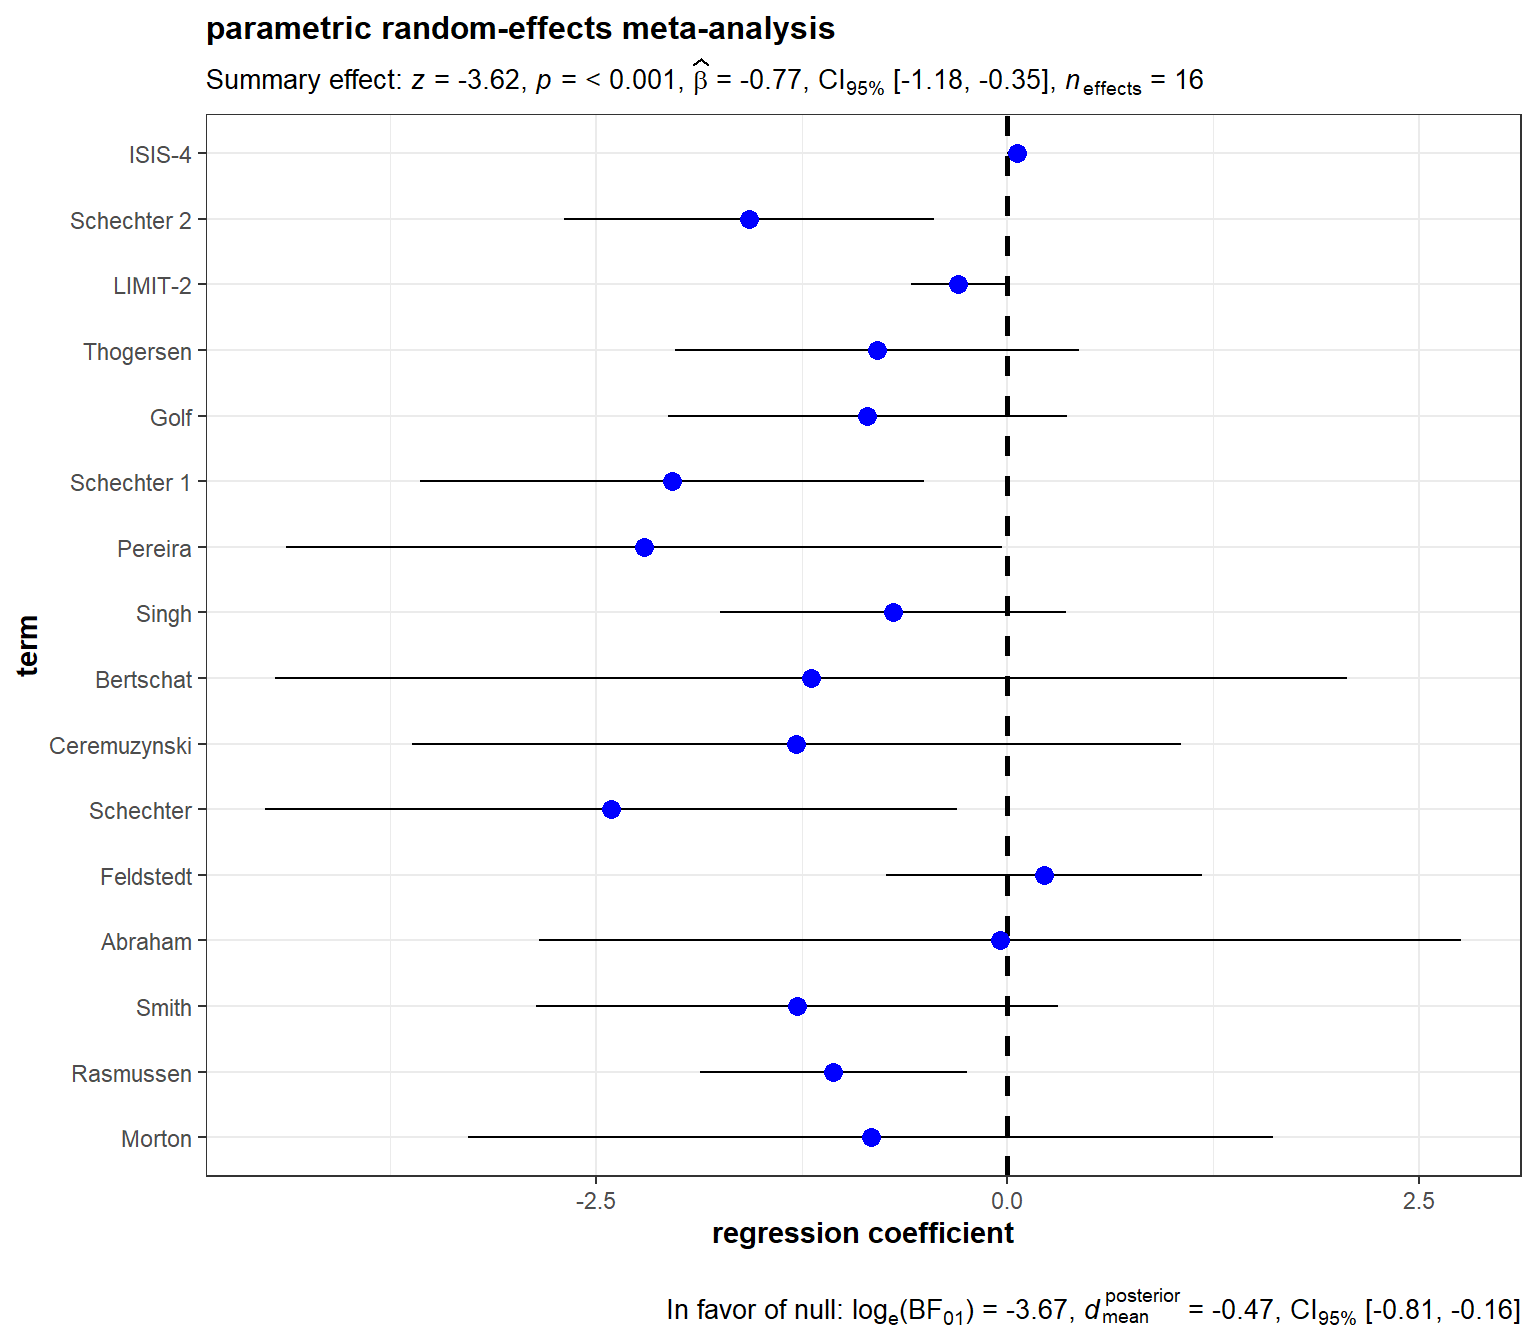 parametric random-effects meta-analysis
Summary effect: z = -3.62, p = < 0.001, β̂ = -0.77, CI95% [-1.18, -0.35], neffects = 16
ISIS-4
Schechter 2
LIMIT-2
Thogersen
Golf
Schechter 1
Pereira
Singh
Bertschat
Ceremuzynski
Schechter
Feldstedt
Abraham
Smith
Rasmussen
Morton
term
-2.5 0.0 2.5
regression coefficient
In favor of null: loge(BF01) = -3.67, d posterior mean = -0.47, CI95% [-0.81, -0.16]